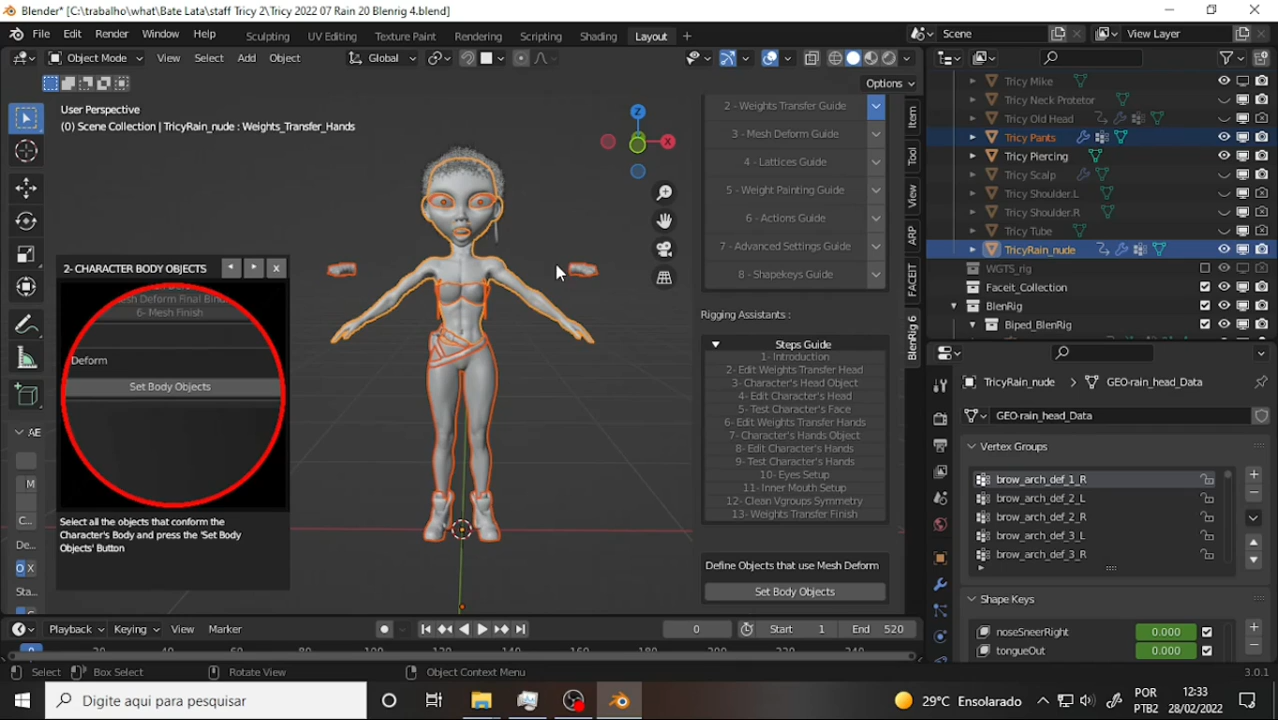 Blender* [C:\trabalho\what\Bate Lata\staff Tricy 2\Tricy 2022 07 Rain 20 Blenrig 4.blend]
File Edit Render Window Help Sculpting UV Editing Texture Paint Rendering Scripting Shading Layout + Scene View Layer
Object Mode View Select Add Object Global
Options
User Perspective
(0) Scene Collection | TricyRain_nude : Weights_Transfer_Hands
Z
X
Item
Tool
View
ARP
FACEIT
BlenRig 6
2 - Weights Transfer Guide
3 - Mesh Deform Guide
4 - Lattices Guide
5 - Weight Painting Guide
6 - Actions Guide
7 - Advanced Settings Guide
8 - Shapekeys Guide
Rigging Assistants :
Steps Guide
1- Introduction
2- Edit Weights Transfer Head
3- Character's Head Object
4- Edit Character's Head
5- Test Character's Face
6- Edit Weights Transfer Hands
7- Character's Hands Object
8- Edit Character's Hands
9- Test Character's Hands
10- Eyes Setup
11- Inner Mouth Setup
12- Clean Vgroups Symmetry
13- Weights Transfer Finish
Define Objects that use Mesh Deform
Set Body Objects
2- CHARACTER BODY OBJECTS
Mesh Deform Final Bind
6- Mesh Finish
Deform
Set Body Objects
Select all the objects that conform the
Character's Body and press the 'Set Body
Objects' Button
AE
M
C...
De...
O X
Sta...
Tricy Mike
Tricy Neck Protetor
Tricy Old Head
Tricy Pants
Tricy Piercing
Tricy Scalp
Tricy Shoulder.L
Tricy Shoulder.R
Tricy Tube
TricyRain_nude
WGTS_rig
Faceit_Collection
BlenRig
Biped_BlenRig
TricyRain_nude > GEO-rain_head_Data
GEO-rain_head_Data
Vertex Groups
brow_arch_def_1_R
brow_arch_def_2_L
brow_arch_def_2_R
brow_arch_def_3_L
brow_arch_def_3_R
Shape Keys
noseSneerRight 0.000
tongueOut 0.000
Playback Keying View Marker 0 Start 1 End 520
Select Box Select Rotate View Object Context Menu 3.0.1
Digite aqui para pesquisar
29°C Ensolarado
POR
PTB2
12:33
28/02/2022